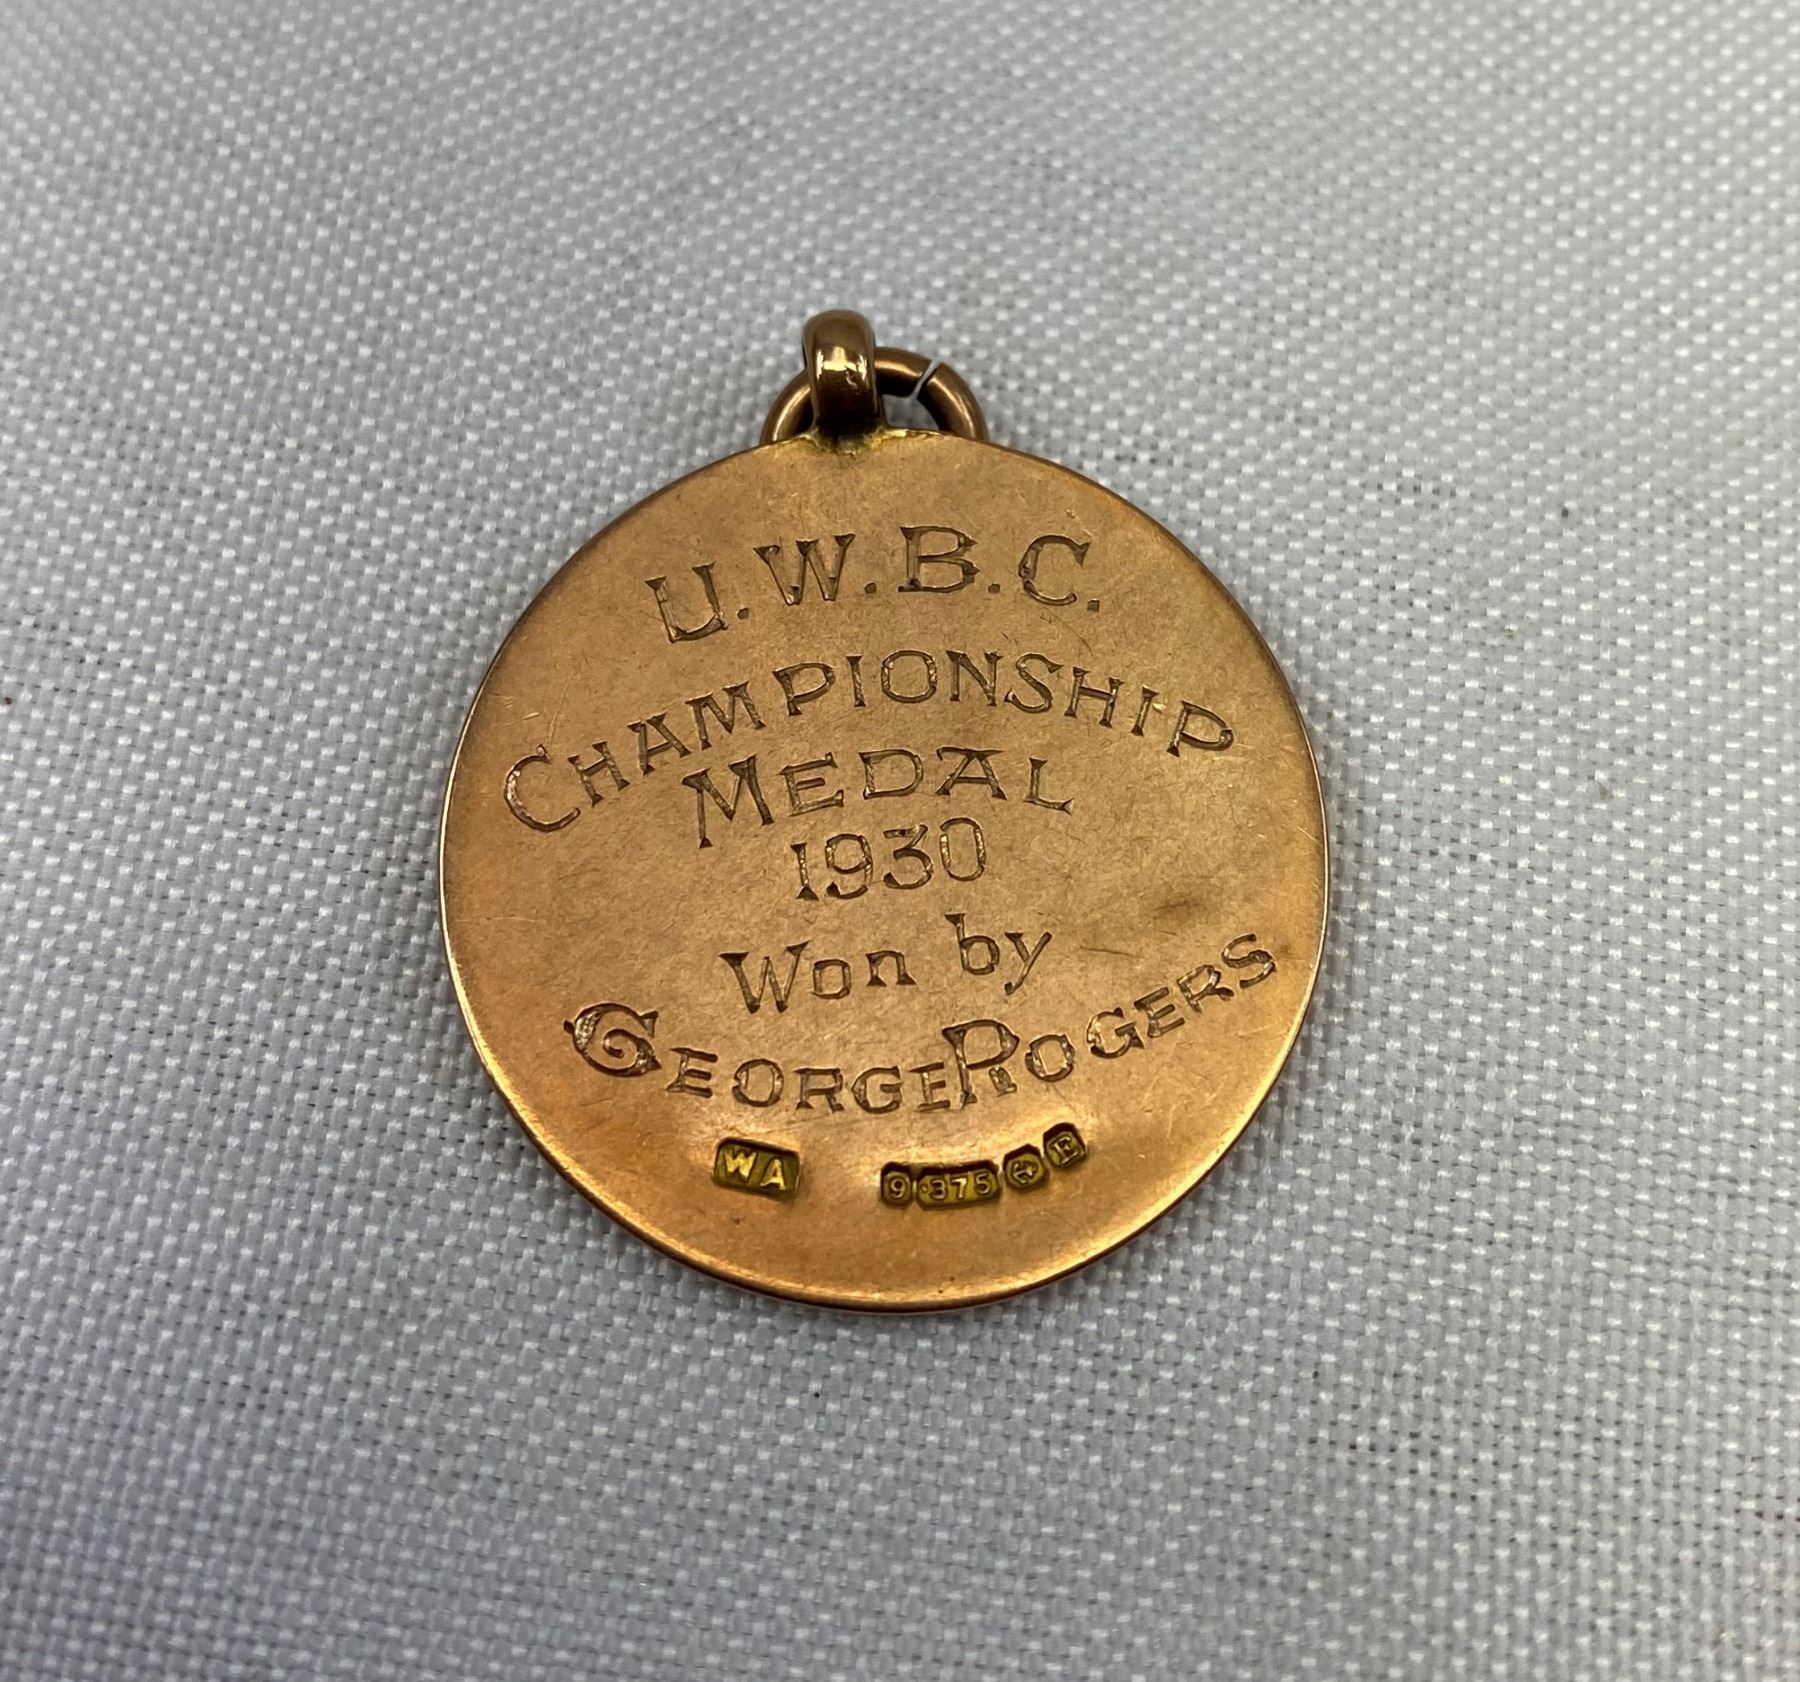 U.W.B.C.
CHAMPIONSHIP
MEDAL
1930
Won by
GEORGE ROGERS
WA 9 ·375 E